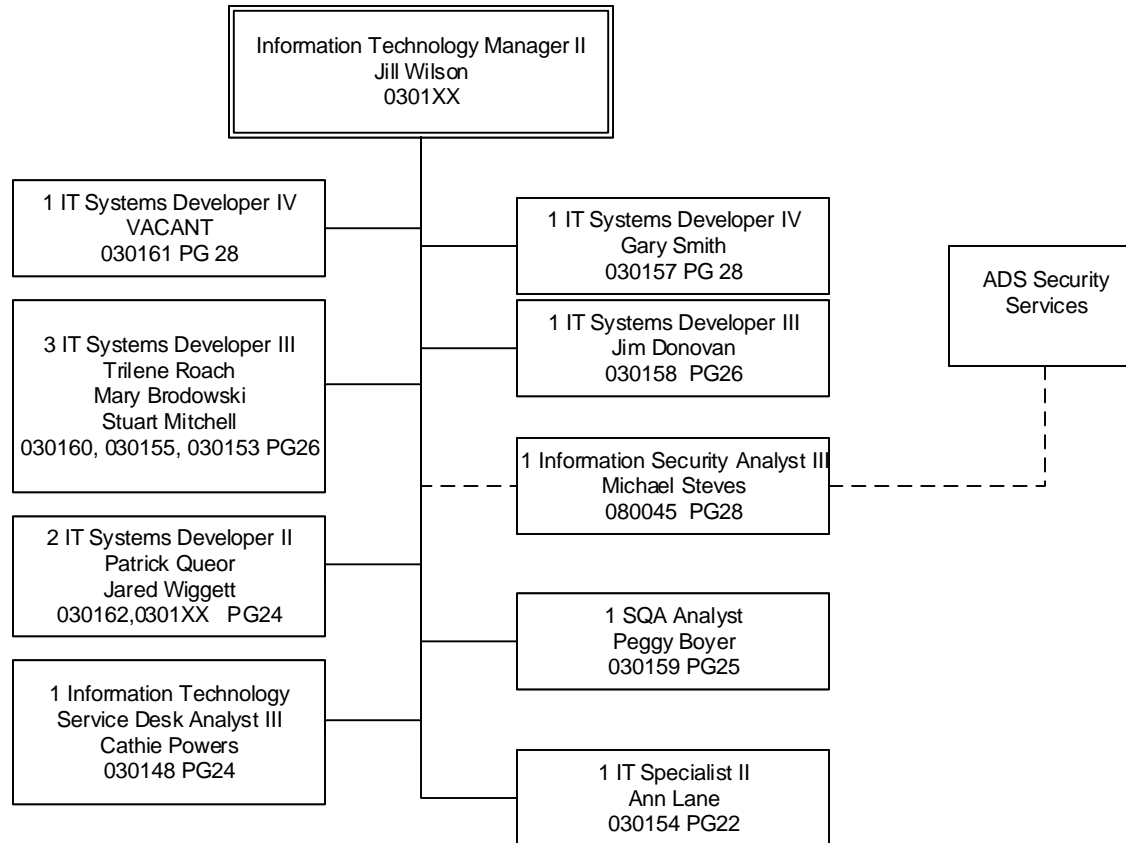 Information Technology Manager II
Jill Wilson
0301XX
1 IT Systems Developer IV
VACANT
030161 PG 28
3 IT Systems Developer III
Trilene Roach
Mary Brodowski
Stuart Mitchell
030160, 030155, 030153 PG26
2 IT Systems Developer II
Patrick Queor
Jared Wiggett
030162,0301XX PG24
1 Information Technology
Service Desk Analyst III
Cathie Powers
030148 PG24
1 IT Systems Developer IV
Gary Smith
030157 PG 28
1 IT Systems Developer III
Jim Donovan
030158 PG26
1 Information Security Analyst III
Michael Steves
080045 PG28
1 SQA Analyst
Peggy Boyer
030159 PG25
1 IT Specialist II
Ann Lane
030154 PG22
ADS Security
Services